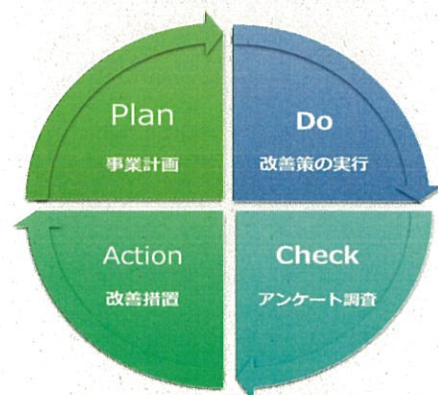 Plan
事業計画
Do
改善策の実行
Check
アンケート調査
Action
改善措置